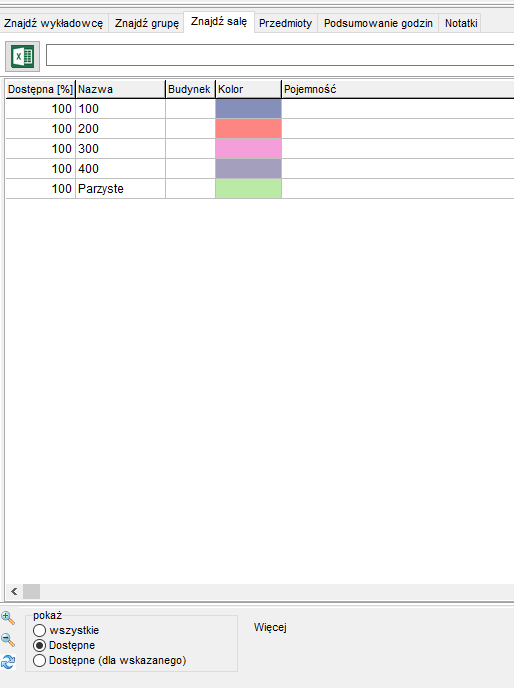 Znajdź wykładowcę Znajdź grupę Znajdź salę Przedmioty Podsumowanie godzin Notatki
Dostępna [%] Nazwa Budynek Kolor Pojemność
100 100
100 200
100 300
100 400
100 Parzyste
pokaż
wszystkie
Dostępne
Dostępne (dla wskazanego)
Więcej